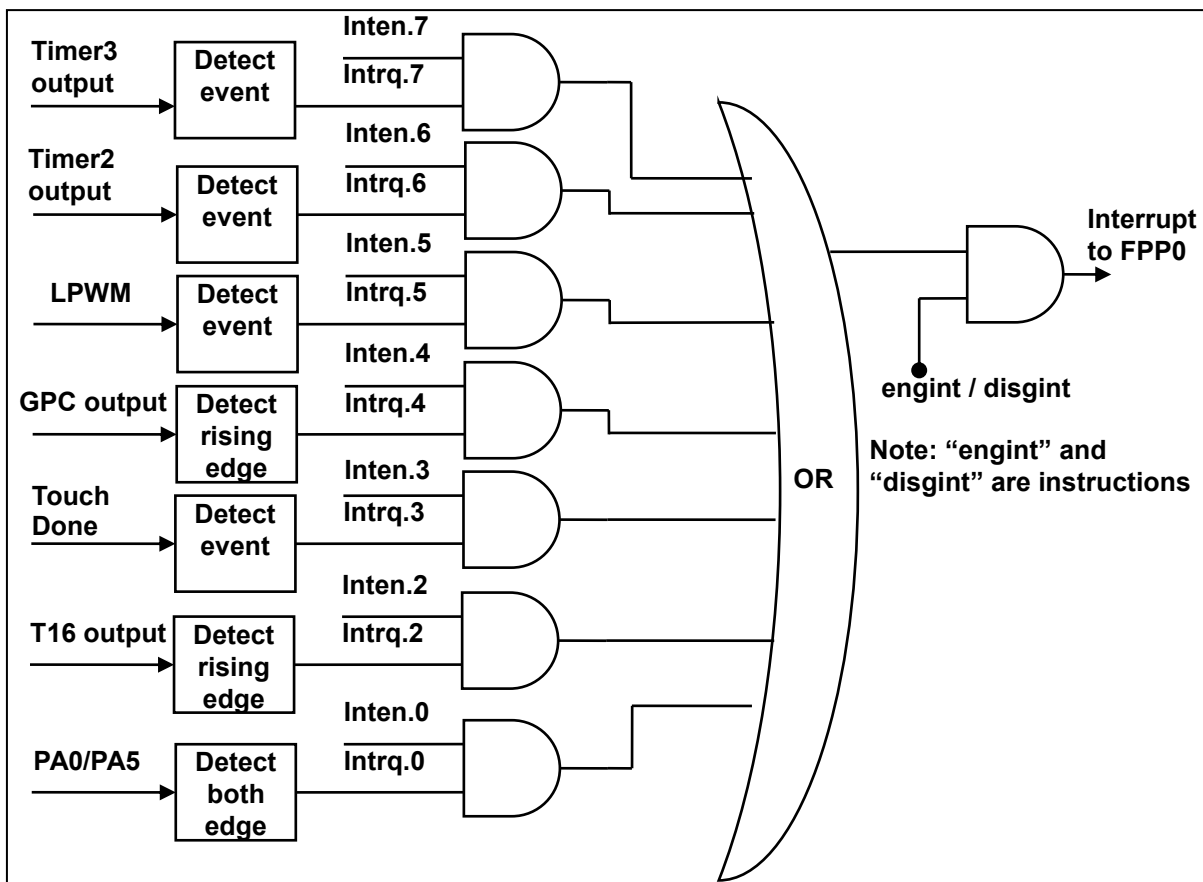 Timer3
output
Detect
event
Inten.7
Intrq.7
Timer2
output
Detect
event
Inten.6
Intrq.6
LPWM
Detect
event
Inten.5
Intrq.5
GPC output
Detect
rising
edge
Inten.4
Intrq.4
Touch
Done
Detect
event
Inten.3
Intrq.3
T16 output
Detect
rising
edge
Inten.2
Intrq.2
PA0/PA5
Detect
both
edge
Inten.0
Intrq.0
OR
Interrupt
to FPP0
engint / disgint
Note: “engint” and
“disgint” are instructions